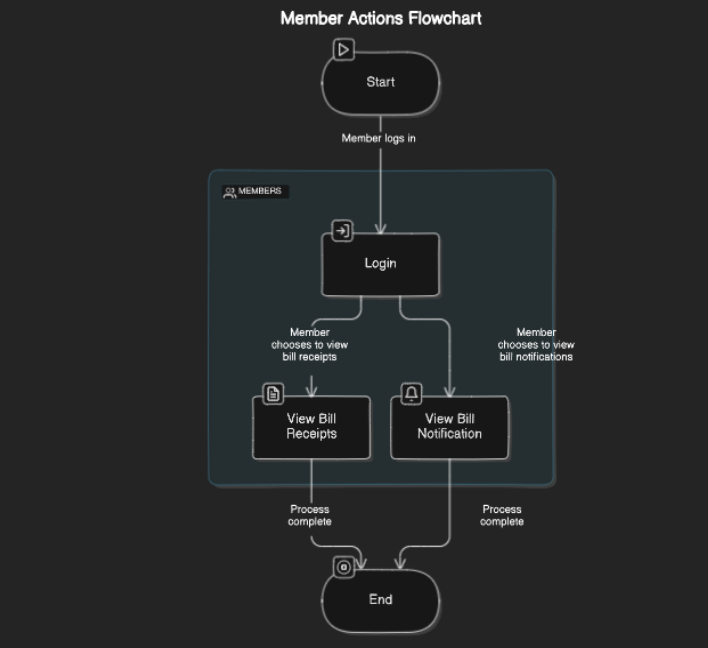 Member Actions Flowchart
Start
Member logs in
MEMBERS
Login
Member
chooses to view
bill receipts
Member
chooses to view
bill notifications
View Bill
Receipts
View Bill
Notification
Process
complete
Process
complete
End